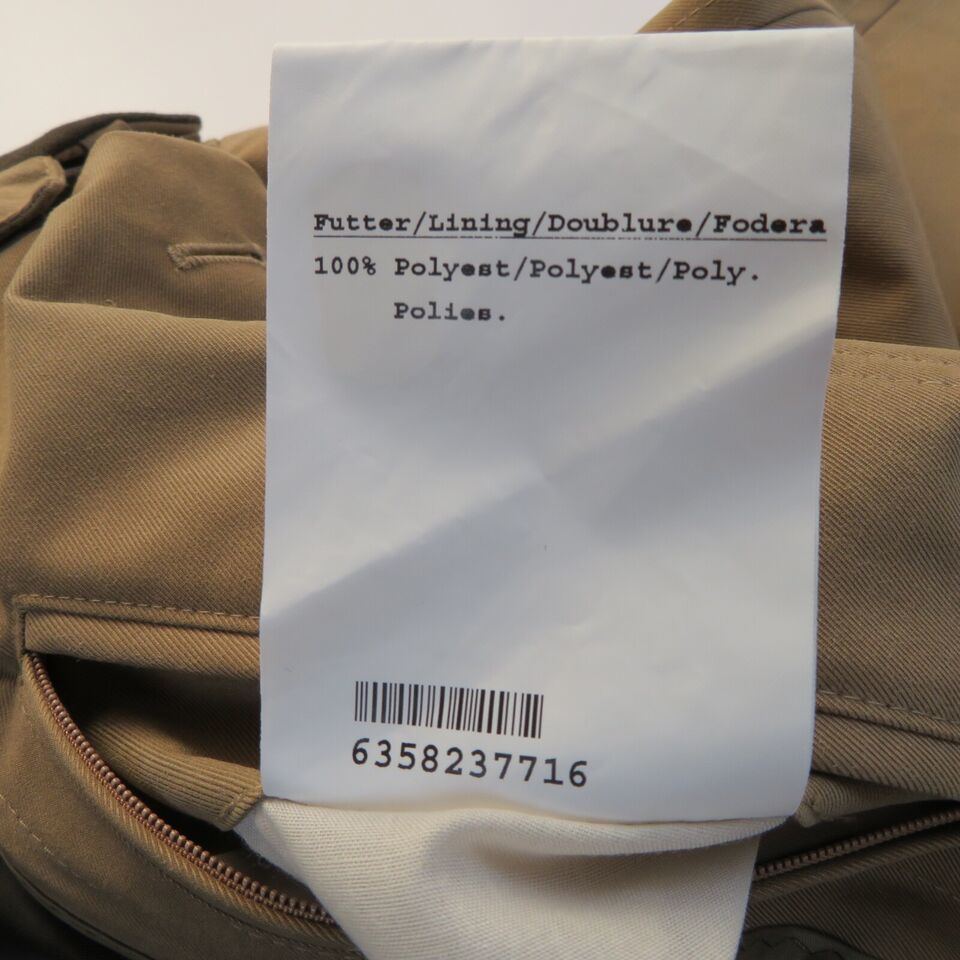 Futter/Lining/Doublure/Fodera
100% Polyest/Polyest/Poly.
Polies.
6358237716